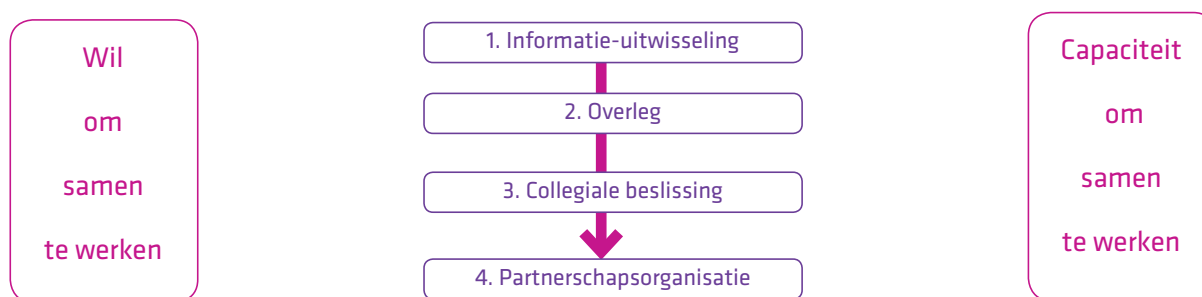 Wil
om
samen
te werken
1. Informatie-uitwisseling
2. Overleg
3. Collegiale beslissing
4. Partnerschapsorganisatie
Capaciteit
om
samen
te werken